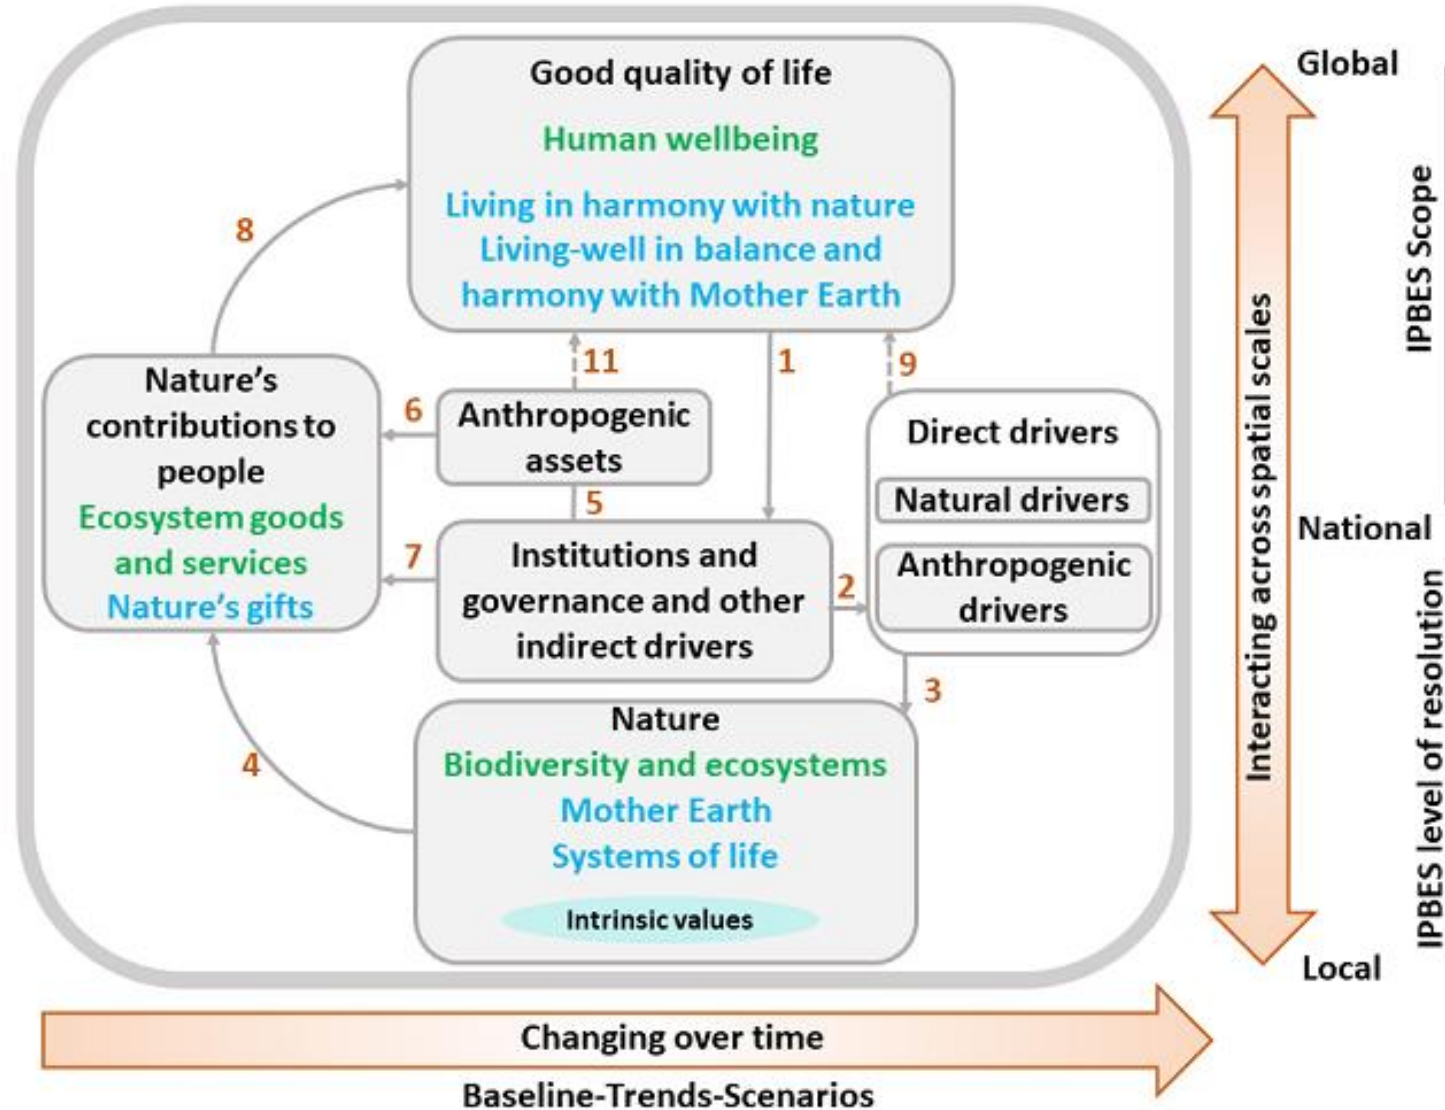 Good quality of life
Human wellbeing
Living in harmony with nature
Living-well in balance and
harmony with Mother Earth
8
11
1
9
Nature's
contributions to
people
Ecosystem goods
and services
Nature's gifts
6
Anthropogenic
assets
5
7
Institutions and
governance and other
indirect drivers
2
Direct drivers
Natural drivers
Anthropogenic
drivers
3
4
Nature
Biodiversity and ecosystems
Mother Earth
Systems of life
Intrinsic values
Global
National
Local
Interacting across spatial scales
IPBES Scope
IPBES level of resolution
Changing over time
Baseline-Trends-Scenarios